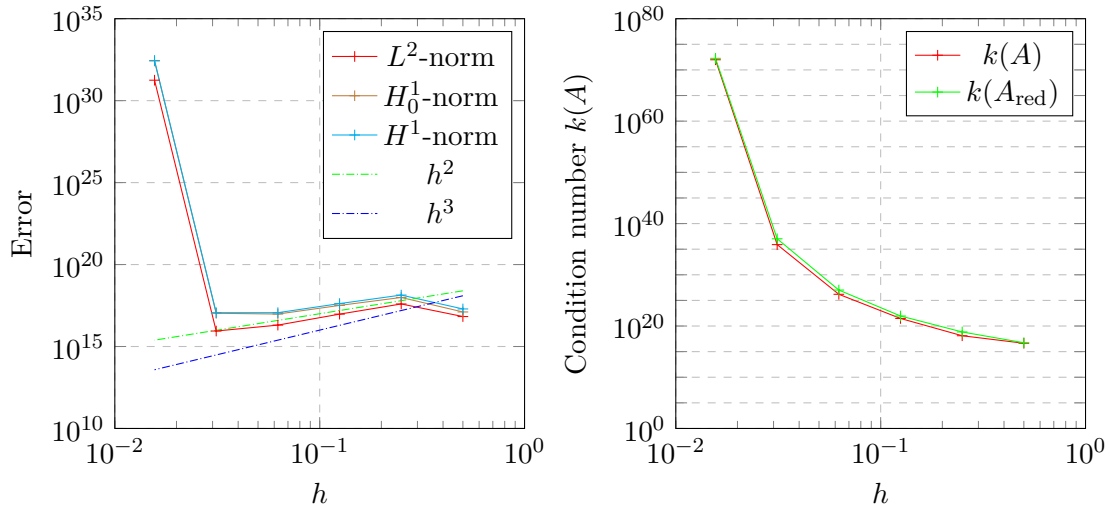 10^35
10^30
10^25
10^20
10^15
10^10
Error
10^−2
10^−1
10^0
h
L^2-norm
H_0^1-norm
H^1-norm
h^2
h^3
10^80
10^60
10^40
10^20
10^0
Condition number k(A)
10^−2
10^−1
10^0
h
k(A)
k(A_red)